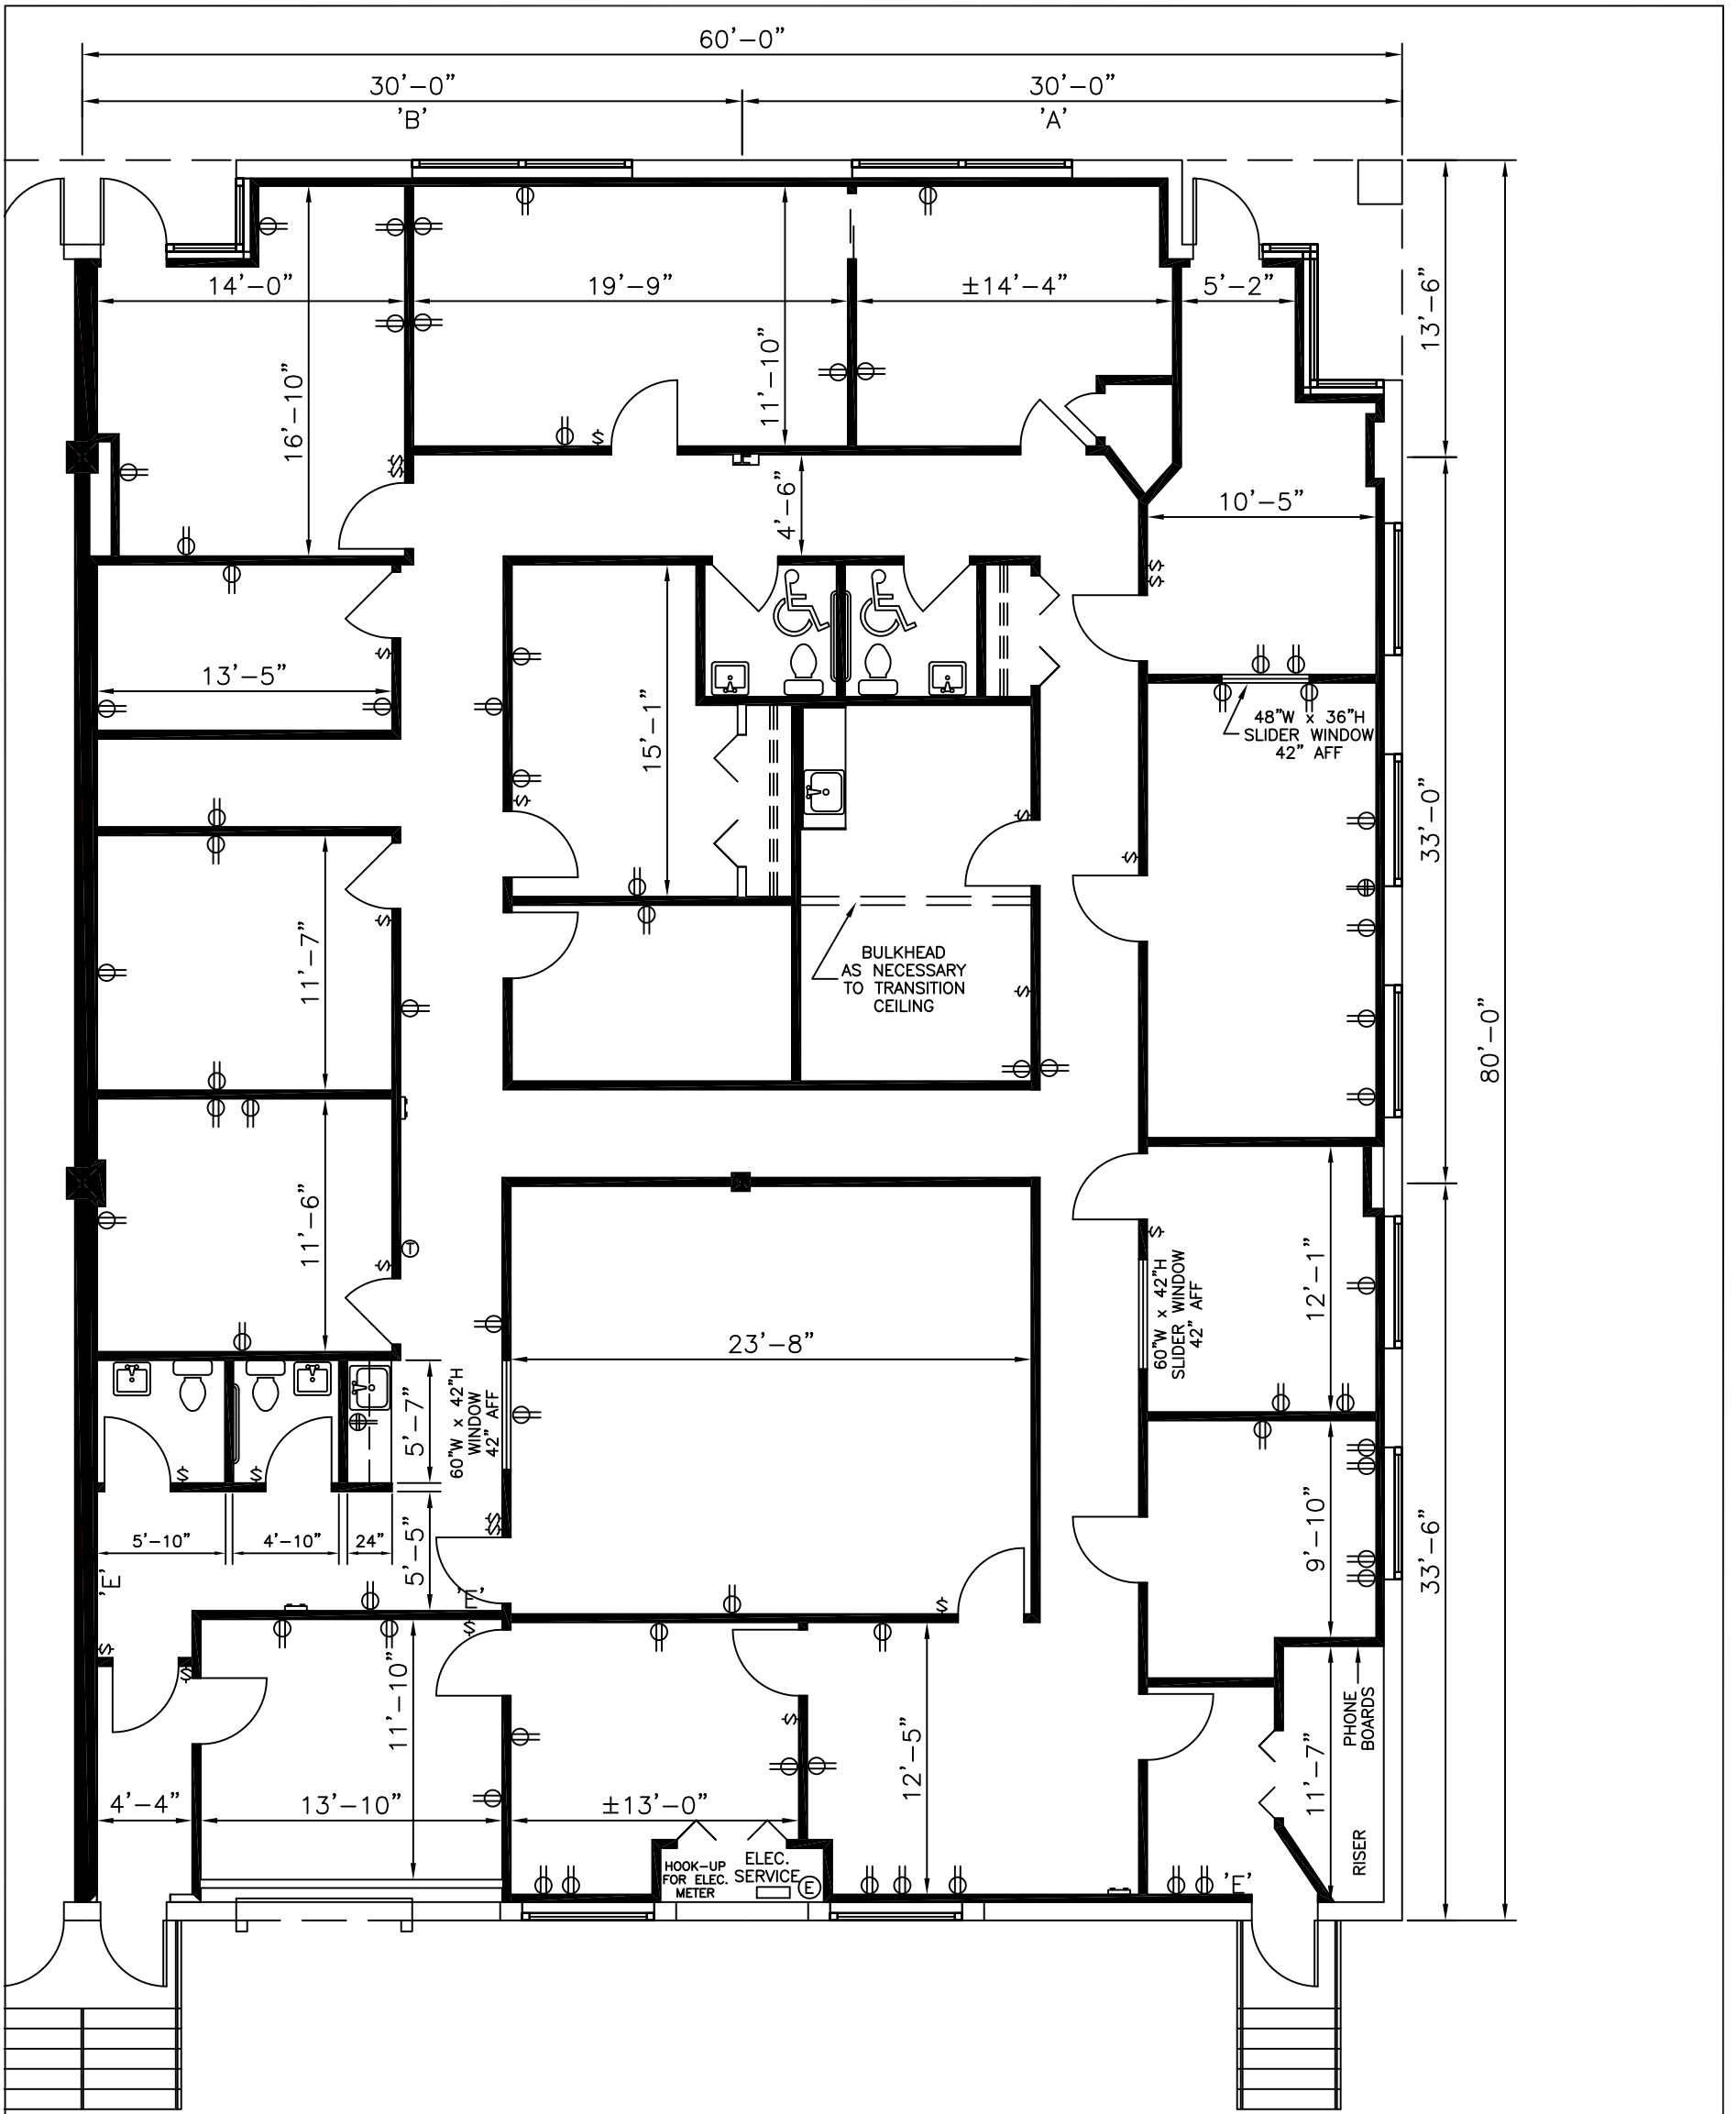 60'-0"
30'-0"
30'-0"
'B'
'A'
14'-0"
19'-9"
±14'-4"
5'-2"
13'-6"
16'-10"
11'-10"
4'-6"
10'-5"
13'-5"
15'-1"
48"W x 36"H
SLIDER WINDOW
42" AFF
33'-0"
80'-0"
11'-7"
BULKHEAD
AS NECESSARY
TO TRANSITION
CEILING
11'-6"
T
23'-8"
60"W x 42"H
SLIDER WINDOW
42" AFF
12'-1"
60"W x 42"H
WINDOW
42" AFF
5'-7"
5'-10"
4'-10"
24"
5'-5"
'E'
'E'
9'-10"
33'-6"
11'-10"
12'-5"
PHONE
BOARDS
11'-7"
4'-4"
13'-10"
±13'-0"
HOOK-UP
FOR ELEC.
METER
ELEC.
SERVICE
E
'E'
RISER